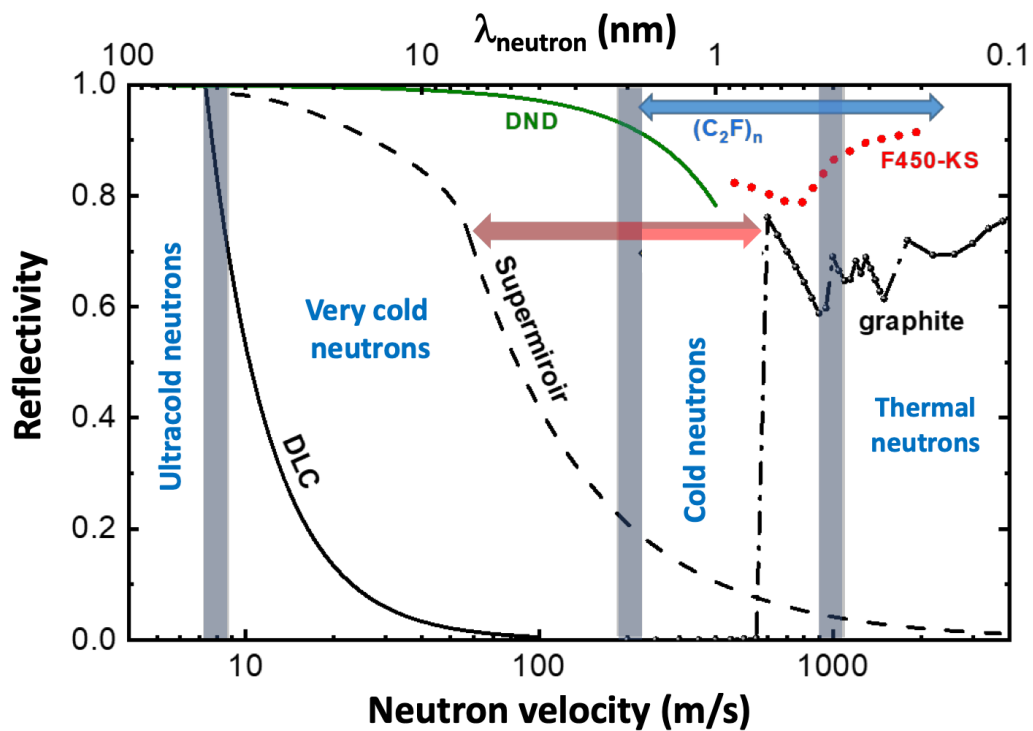 λneutron (nm)
100 10 1 0.1
1.0
0.8
0.6
0.4
0.2
0.0
Reflectivity
DND
(C2F)n
F450-KS
Ultracold neutrons
Very cold
neutrons
Supermiroir
DLC
Cold neutrons
graphite
Thermal
neutrons
10 100 1000
Neutron velocity (m/s)